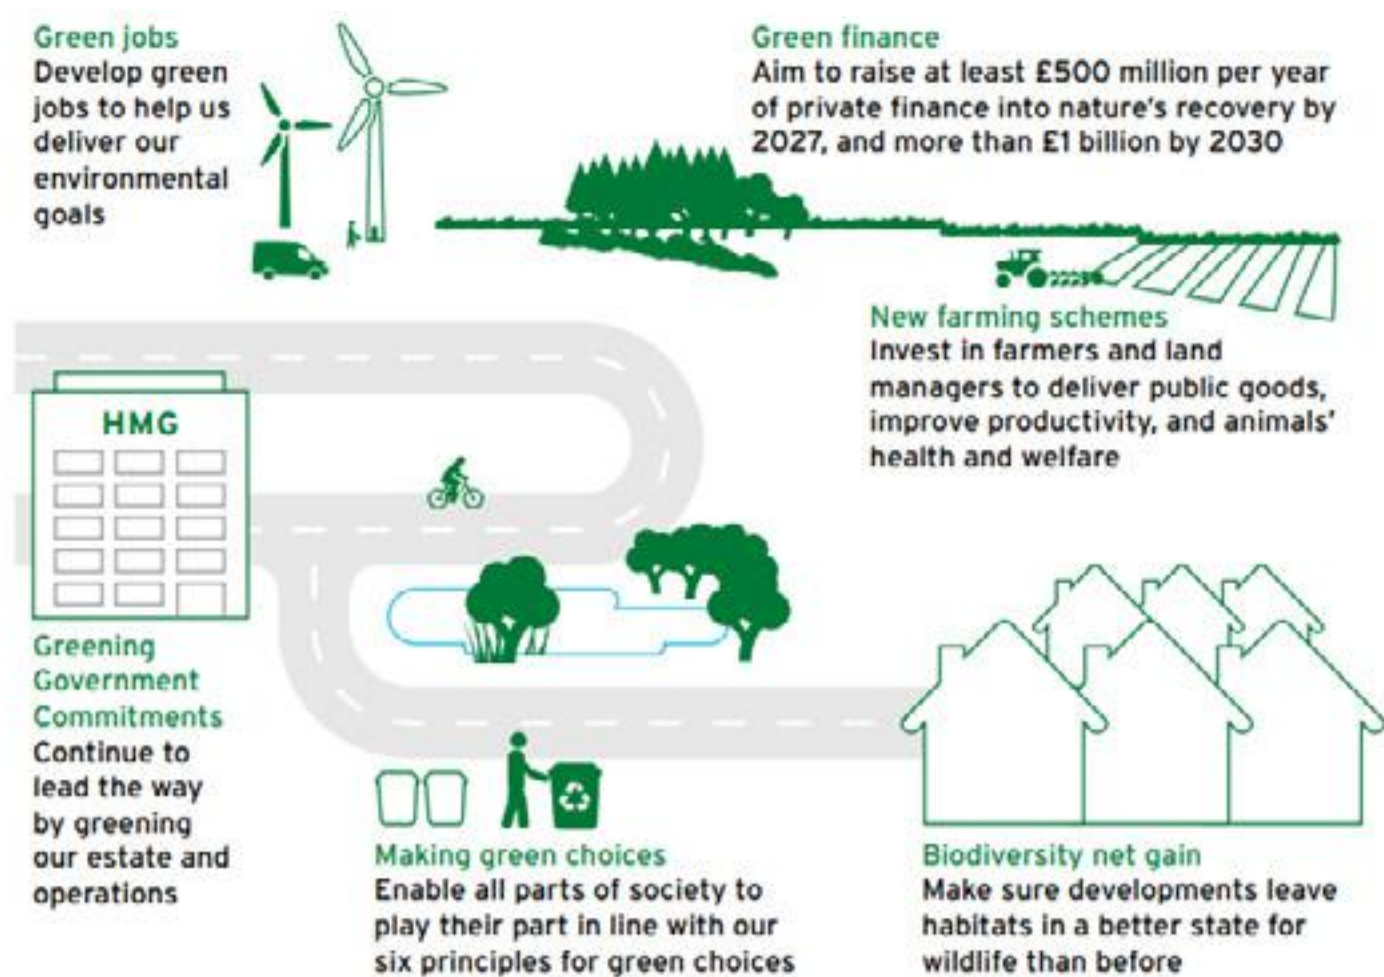 Green jobs
Develop green
jobs to help us
deliver our
environmental
goals
Green finance
Aim to raise at least £500 million per year
of private finance into nature's recovery by
2027, and more than £1 billion by 2030
New farming schemes
Invest in farmers and land
managers to deliver public goods,
improve productivity, and animals'
health and welfare
HMG
Greening
Government
Commitments
Continue to
lead the way
by greening
our estate and
operations
Making green choices
Enable all parts of society to
play their part in line with our
six principles for green choices
Biodiversity net gain
Make sure developments leave
habitats in a better state for
wildlife than before